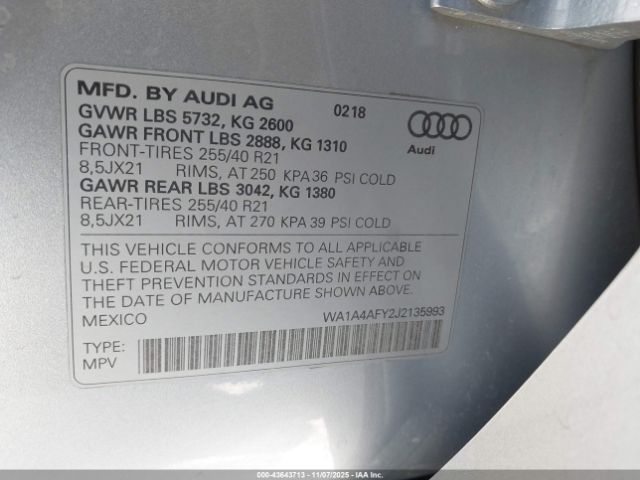 MFD. BY AUDI AG 0218
GVWR LBS 5732, KG 2600
GAWR FRONT LBS 2888, KG 1310
FRONT-TIRES 255/40 R21
8,5JX21 RIMS, AT 250 KPA 36 PSI COLD
GAWR REAR LBS 3042, KG 1380
REAR-TIRES 255/40 R21
8,5JX21 RIMS, AT 270 KPA 39 PSI COLD
Audi
THIS VEHICLE CONFORMS TO ALL APPLICABLE
U.S. FEDERAL MOTOR VEHICLE SAFETY AND
THEFT PREVENTION STANDARDS IN EFFECT ON
THE DATE OF MANUFACTURE SHOWN ABOVE.
MEXICO WA1A4AFY2J2135993
TYPE:
MPV
000-43643713 - 11/07/2025 - IAA Inc.